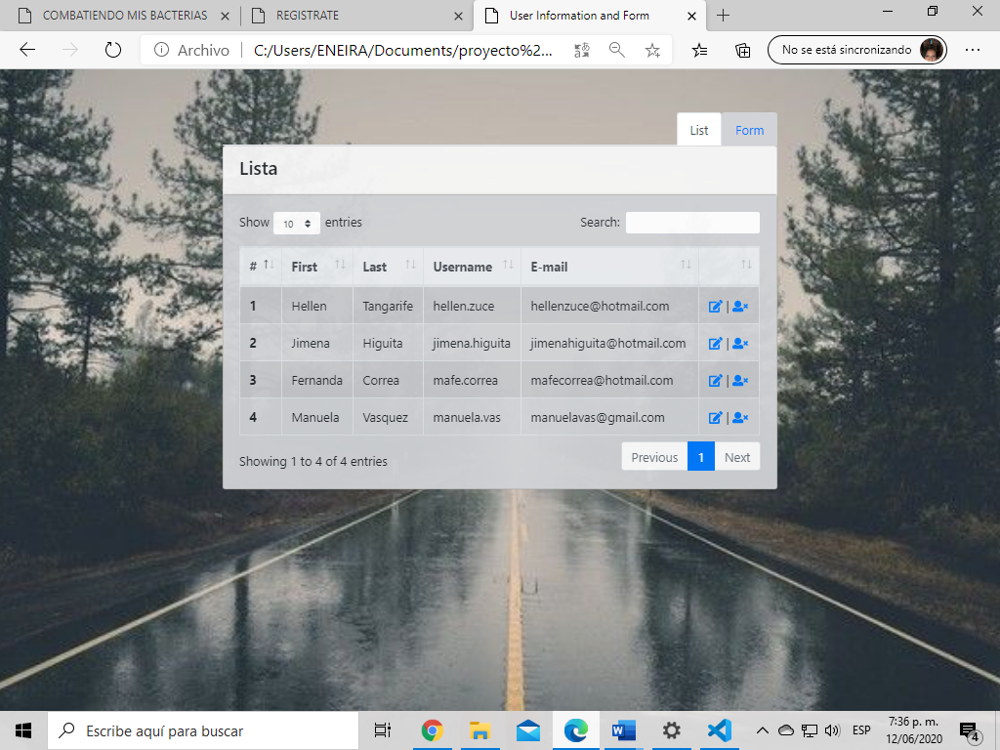 COMBATIENDO MIS BACTERIAS
REGISTRATE
User Information and Form
Archivo
C:/Users/ENEIRA/Documents/proyecto%2...
No se está sincronizando
List
Form
Lista
Show 10 entries
Search:
# First Last Username E-mail
1 Hellen Tangarife hellen.zuce hellenzuce@hotmail.com |
2 Jimena Higuita jimena.higuita jimenahiguita@hotmail.com |
3 Fernanda Correa mafe.correa mafecorrea@hotmail.com |
4 Manuela Vasquez manuela.vas manuelavas@gmail.com |
Showing 1 to 4 of 4 entries
Previous 1 Next
Escribe aquí para buscar
ESP
7:36 p. m.
12/06/2020
4